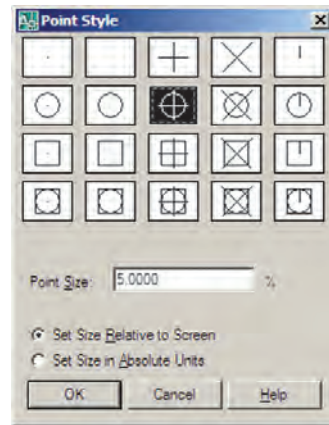 Point Style
Point Size: 5.0000 %
Set Size Relative to Screen
Set Size in Absolute Units
OK Cancel Help